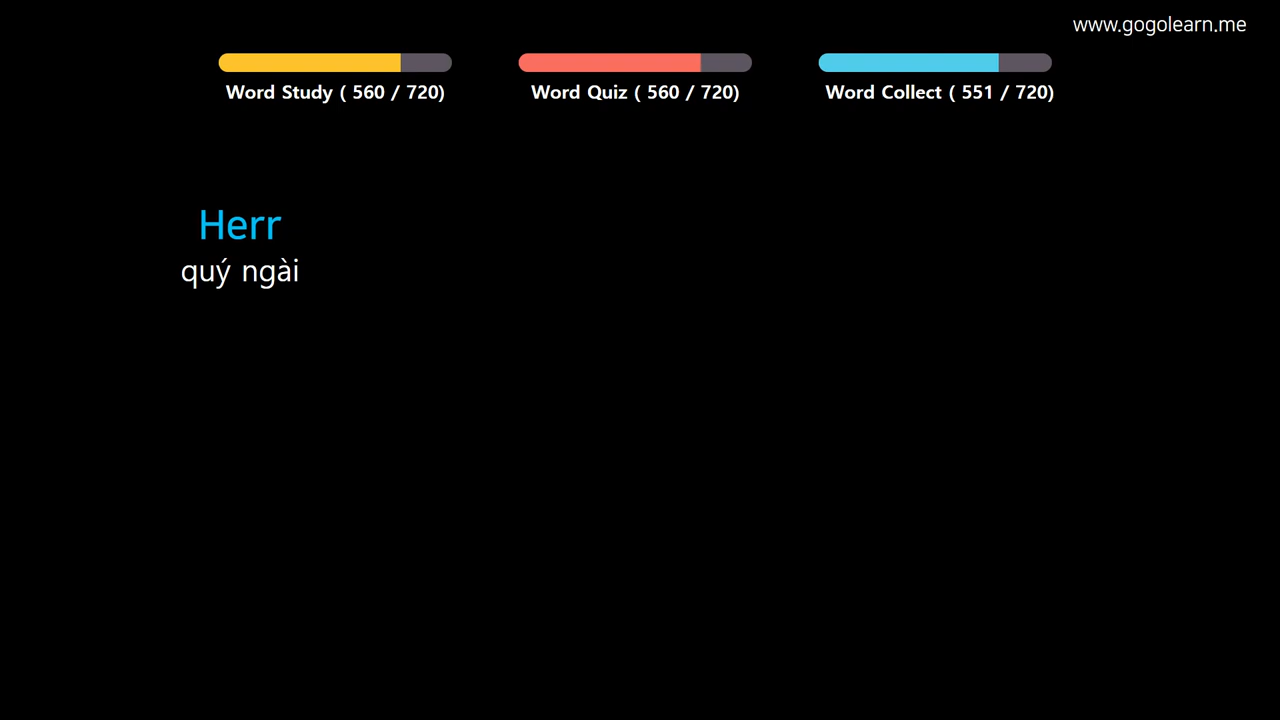 www.gogolearn.me
Word Study ( 560 / 720)
Word Quiz ( 560 / 720)
Word Collect ( 551 / 720)
Herr
quý ngài